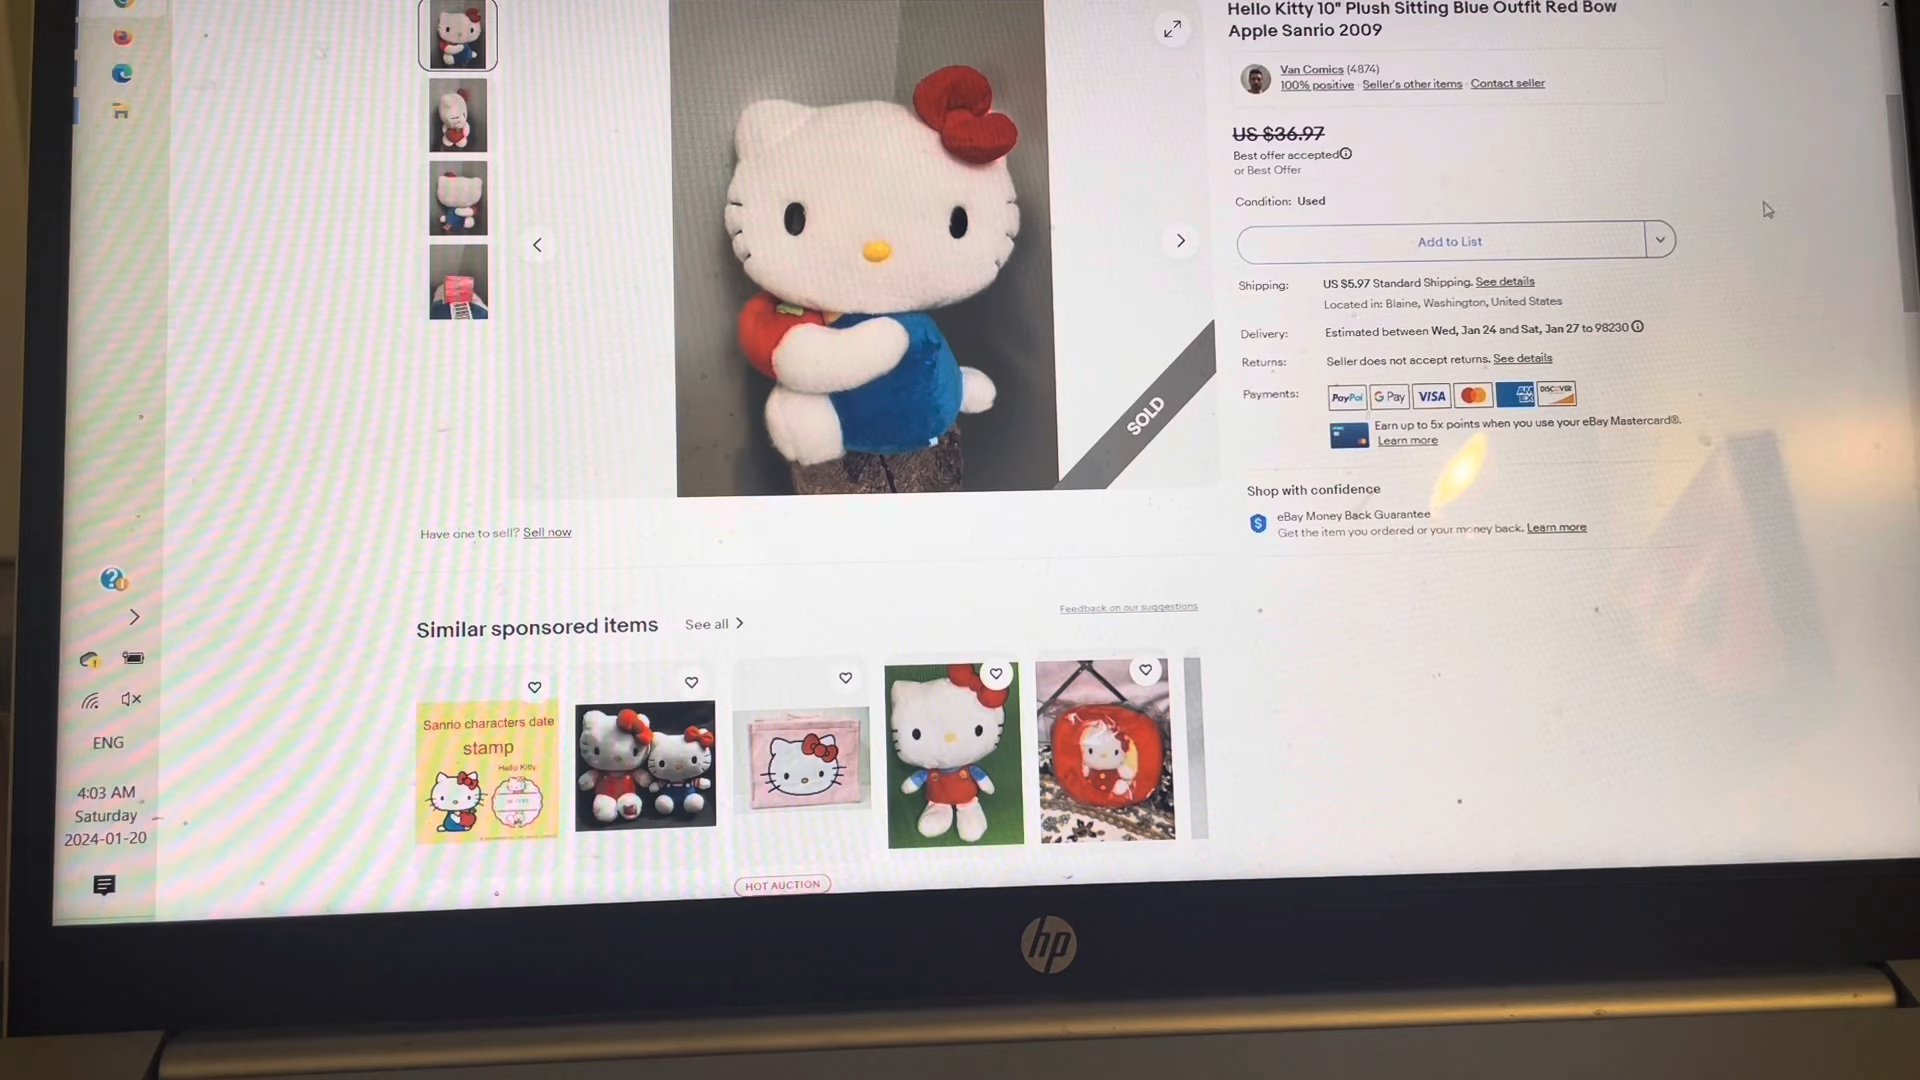 Hello Kitty 10" Plush Sitting Blue Outfit Red Bow
Apple Sanrio 2009
Van Comics (4874)
100% positive · Seller's other items · Contact seller
US $36.97
Best offer accepted
or Best Offer
Condition: Used
Add to List
Shipping: US $5.97 Standard Shipping. See details
Located in: Blaine, Washington, United States
Delivery: Estimated between Wed, Jan 24 and Sat, Jan 27 to 98230
Returns: Seller does not accept returns. See details
Payments: PayPal G Pay VISA AM EX DISCOVER
Earn up to 5x points when you use your eBay Mastercard®.
Learn more
Shop with confidence
eBay Money Back Guarantee
Get the item you ordered or your money back. Learn more
SOLD
Have one to sell? Sell now
Feedback on our suggestions
Similar sponsored items See all
Sanrio characters date
stamp
Hello Kitty
HOT AUCTION
ENG
4:03 AM
Saturday
2024-01-20
hp